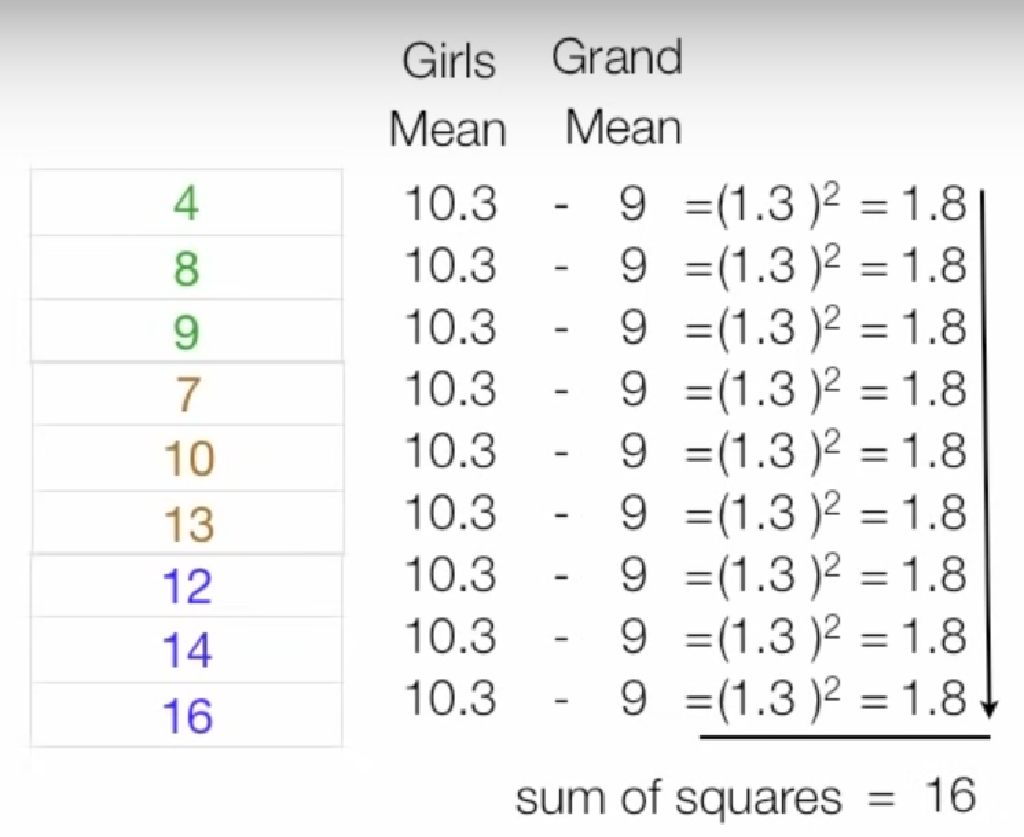 Girls Grand
Mean Mean
4 10.3 - 9 =(1.3 )² = 1.8
8 10.3 - 9 =(1.3 )² = 1.8
9 10.3 - 9 =(1.3 )² = 1.8
7 10.3 - 9 =(1.3 )² = 1.8
10 10.3 - 9 =(1.3 )² = 1.8
13 10.3 - 9 =(1.3 )² = 1.8
12 10.3 - 9 =(1.3 )² = 1.8
14 10.3 - 9 =(1.3 )² = 1.8
16 10.3 - 9 =(1.3 )² = 1.8
sum of squares = 16